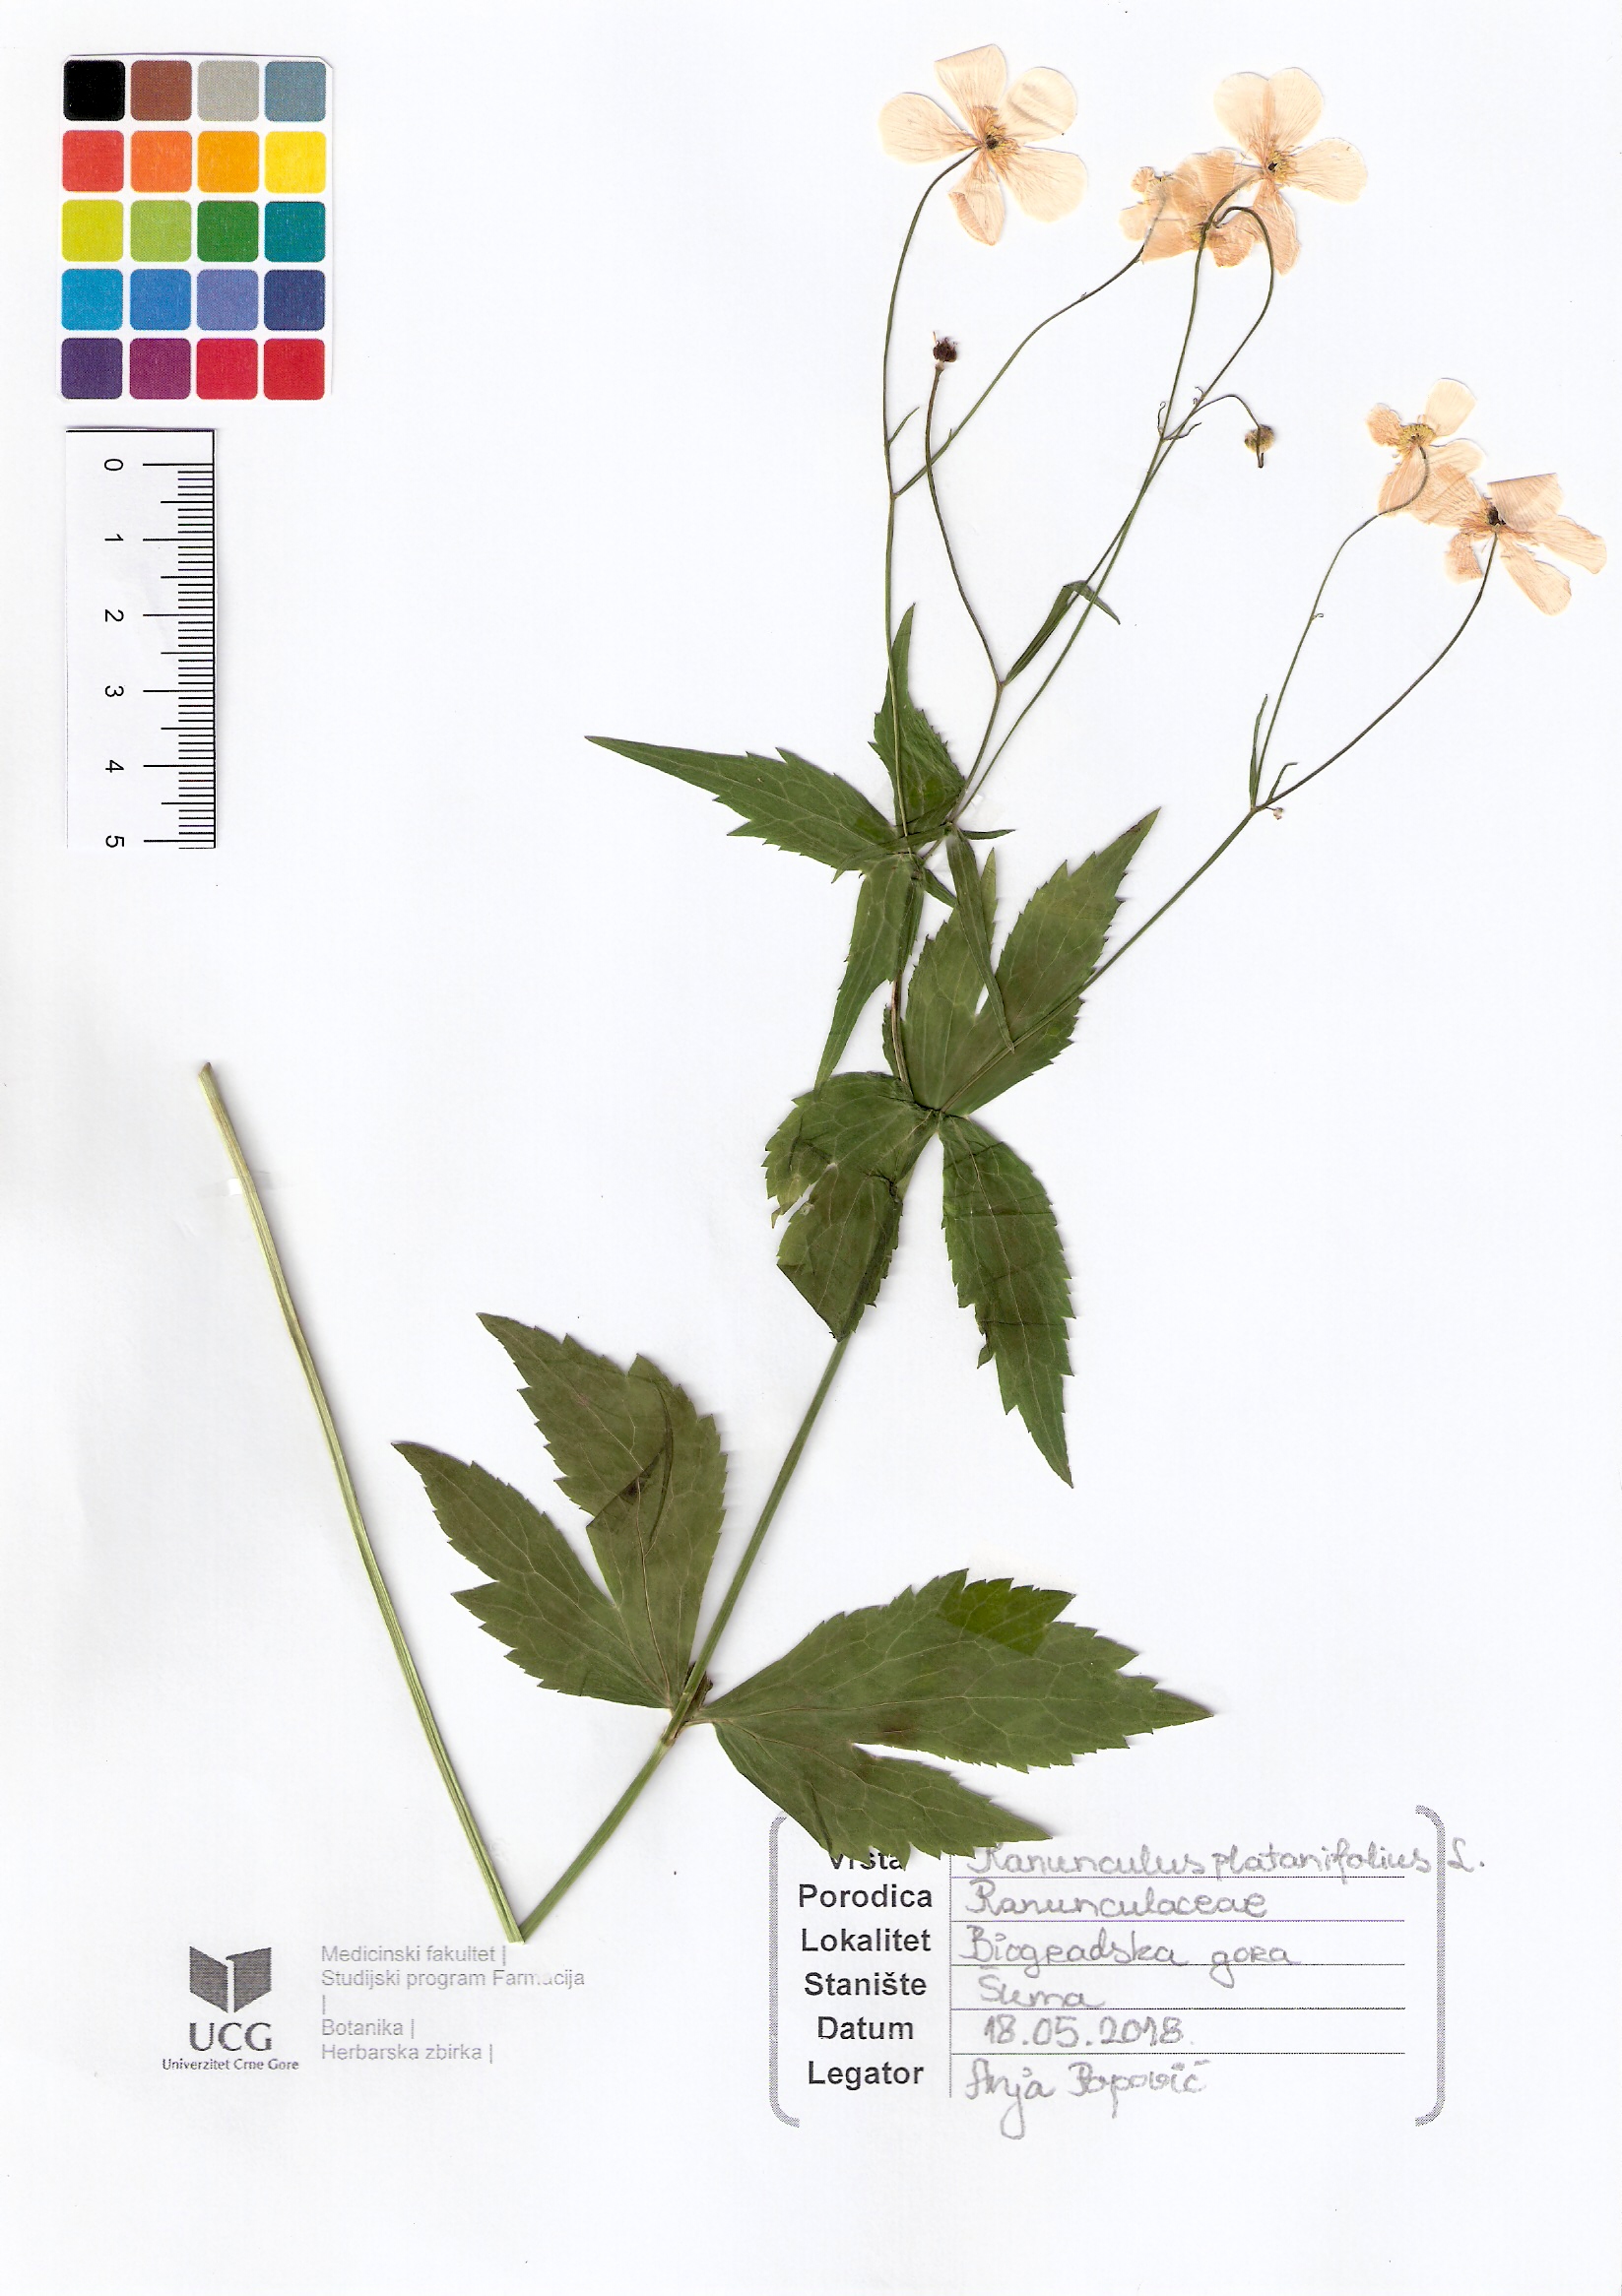 0
1
2
3
4
5
Vrsta Ranunculus platanifolius L.
Porodica Ranunculaceae
Lokalitet Biogradska gora
Stanište Šuma
Datum 18.05.2018.
Legator Anja Popović
UCG
Univerzitet Crne Gore
Medicinski fakultet |
Studijski program Farmacija
|
Botanika |
Herbarska zbirka |